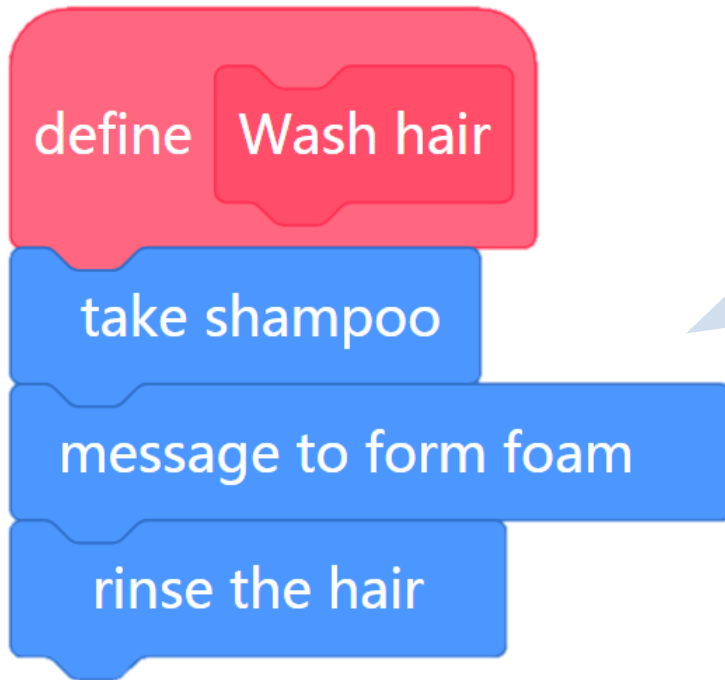 define Wash hair
take shampoo
message to form foam
rinse the hair